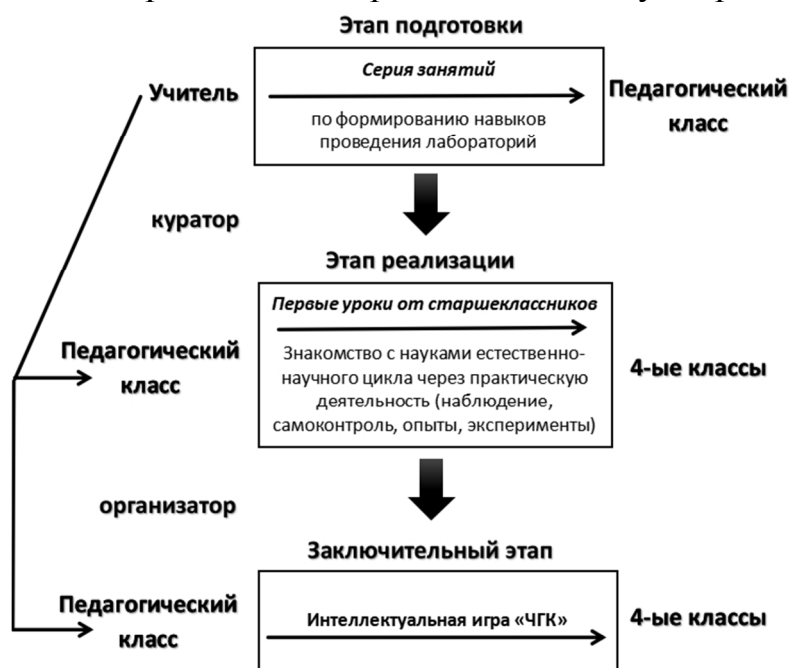 Этап подготовки
Учитель
Серия занятий
по формированию навыков
проведения лабораторий
Педагогический
класс
куратор
Этап реализации
Педагогический
класс
Первые уроки от старшеклассников
Знакомство с науками естественно-
научного цикла через практическую
деятельность (наблюдение,
самоконтроль, опыты, эксперименты)
4-ые классы
организатор
Заключительный этап
Педагогический
класс
Интеллектуальная игра «ЧГК»
4-ые классы